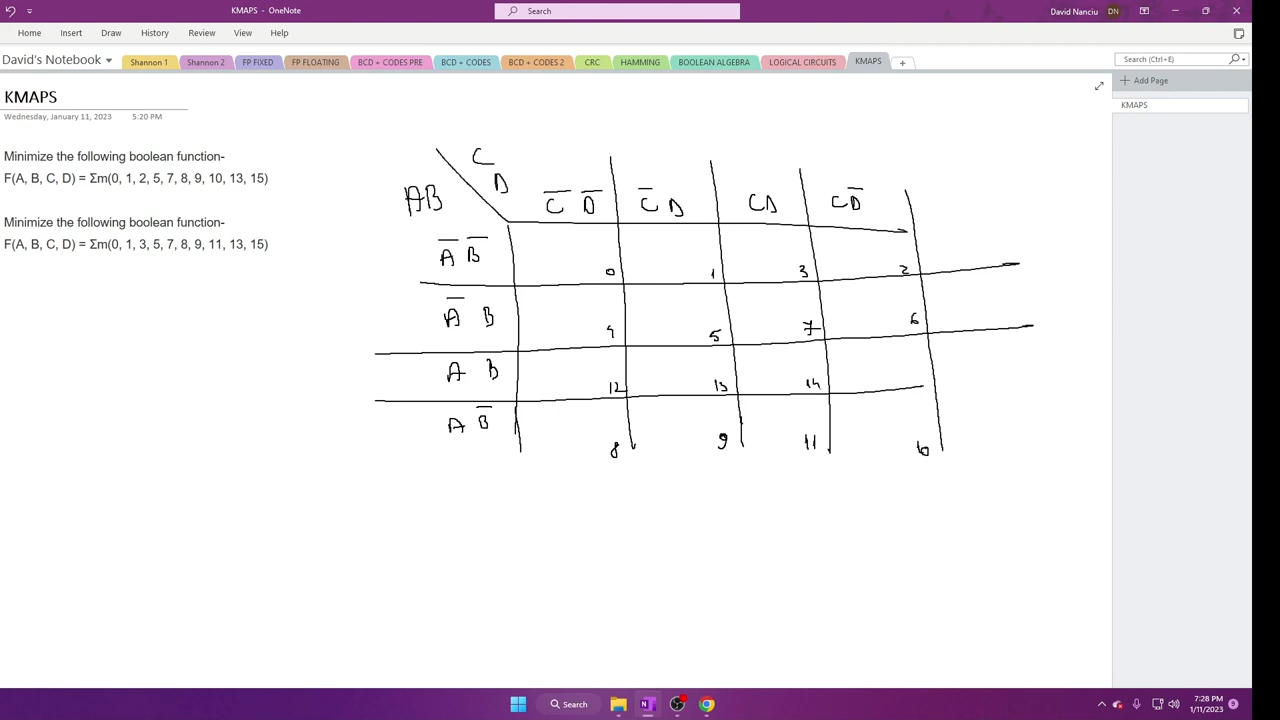 KMAPS - OneNote
Search
David Nanciu DN
Home Insert Draw History Review View Help
David's Notebook
Shannon 1 Shannon 2 FP FIXED FP FLOATING BCD + CODES PRE BCD + CODES BCD + CODES 2 CRC HAMMING BOOLEAN ALGEBRA LOGICAL CIRCUITS KMAPS
Search (Ctrl+E)
Add Page
KMAPS
KMAPS
Wednesday, January 11, 2023 5:20 PM
Minimize the following boolean function-
F(A, B, C, D) = Σm(0, 1, 2, 5, 7, 8, 9, 10, 13, 15)
Minimize the following boolean function-
F(A, B, C, D) = Σm(0, 1, 3, 5, 7, 8, 9, 11, 13, 15)
C
D
AB
C̅ D̅ C̅ D CD CD̅
A̅ B̅ 0 1 3 2
A̅ B 4 5 7 6
A B 12 13 14
A B̅ 8 9 11 10
Search
7:28 PM
1/11/2023